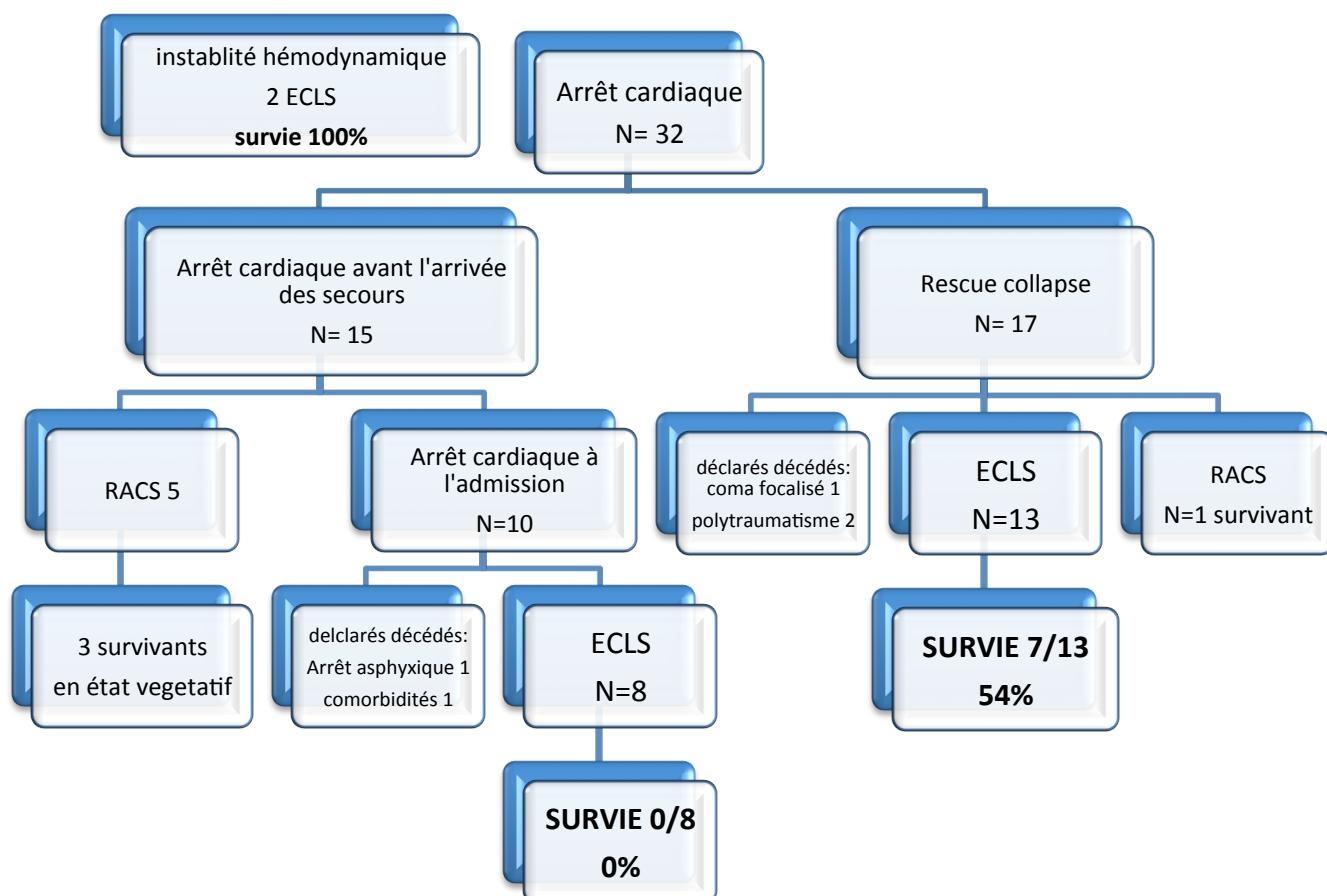 instablité hémodynamique
2 ECLS
survie 100%
Arrêt cardiaque
N= 32
Arrêt cardiaque avant l'arrivée
des secours
N= 15
Rescue collapse
N= 17
RACS 5
Arrêt cardiaque à
l'admission
N=10
déclarés décédés:
coma focalisé 1
polytraumatisme 2
ECLS
N=13
RACS
N=1 survivant
3 survivants
en état vegetatif
delclarés décédés:
Arrêt asphyxique 1
comorbidités 1
ECLS
N=8
SURVIE 7/13
54%
SURVIE 0/8
0%